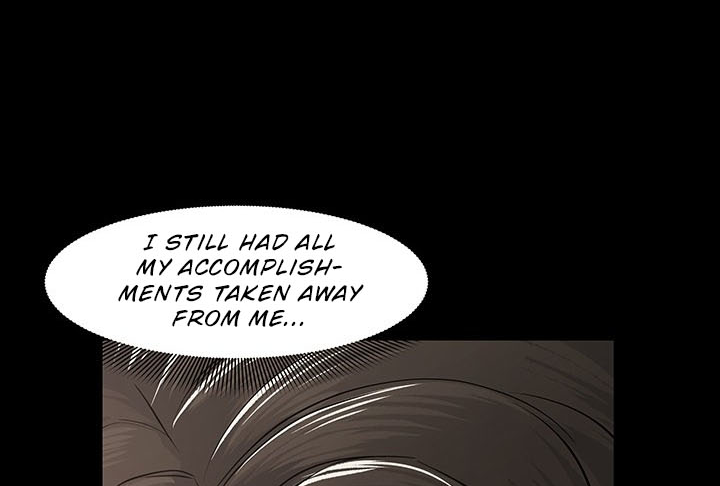 I STILL HAD ALL
MY ACCOMPLISH-
MENTS TAKEN AWAY
FROM ME...